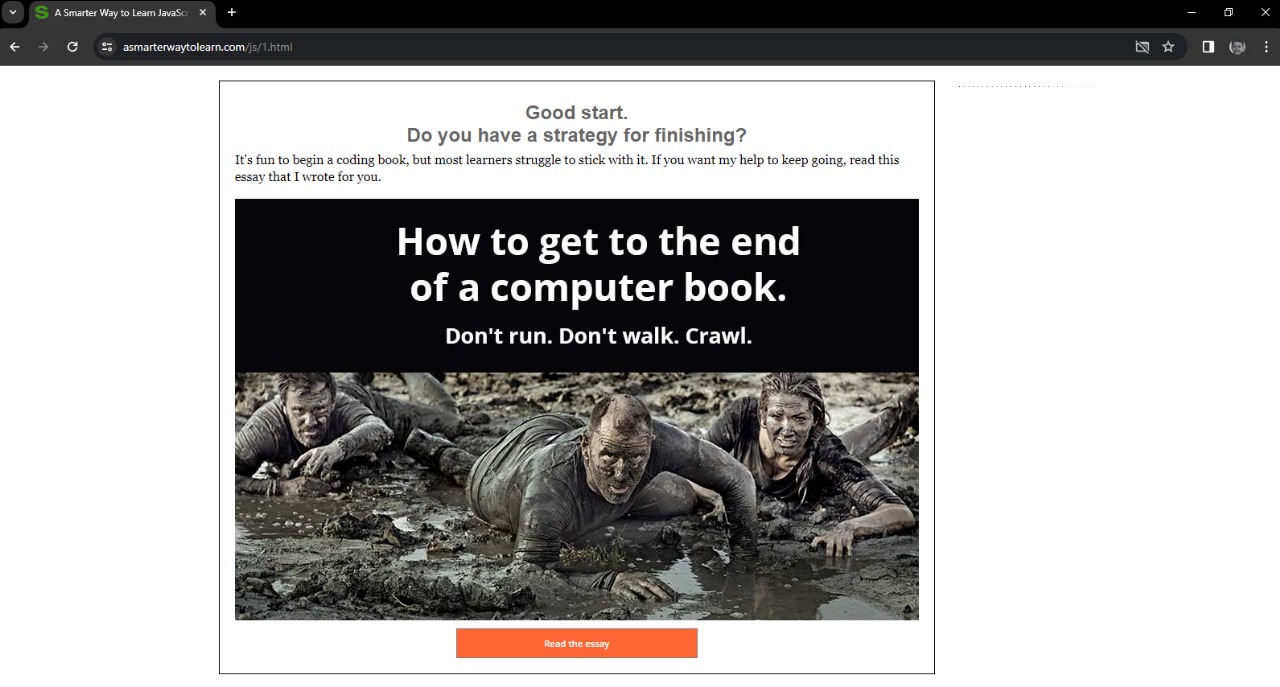 A Smarter Way to Learn JavaScr
asmarterwaytolearn.com/js/1.html
Good start.
Do you have a strategy for finishing?
It's fun to begin a coding book, but most learners struggle to stick with it. If you want my help to keep going, read this
essay that I wrote for you.
How to get to the end
of a computer book.
Don't run. Don't walk. Crawl.
Read the essay